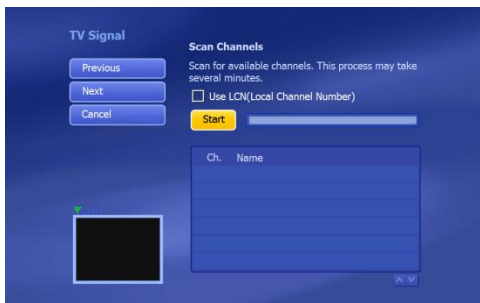 TV Signal
Previous
Next
Cancel
Scan Channels
Scan for available channels. This process may take
several minutes.
Use LCN(Local Channel Number)
Start
Ch. Name